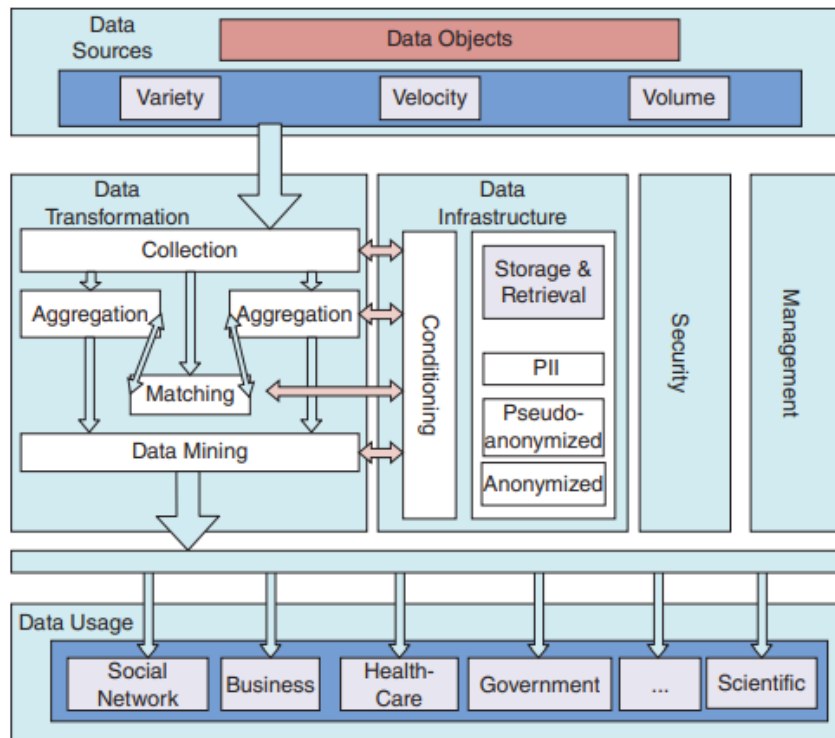 Data
Sources
Data Objects
Variety
Velocity
Volume
Data
Transformation
Collection
Aggregation
Aggregation
Matching
Data Mining
Data
Infrastructure
Conditioning
Storage &
Retrieval
PII
Pseudo-
anonymized
Anonymized
Security
Management
Data Usage
Social
Network
Business
Health-
Care
Government
...
Scientific